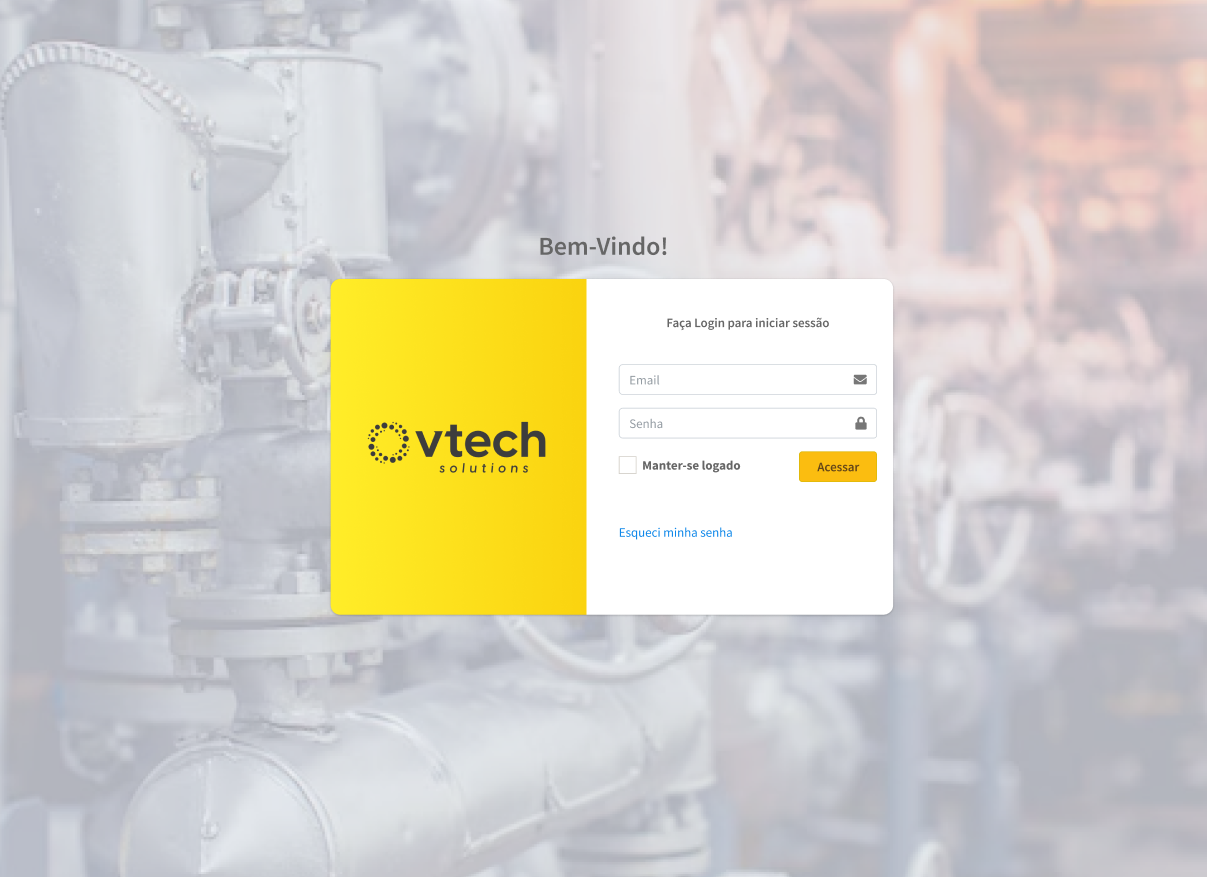 Bem-Vindo!
vtech
solutions
Faça Login para iniciar sessão
Email
Senha
Manter-se logado
Acessar
Esqueci minha senha